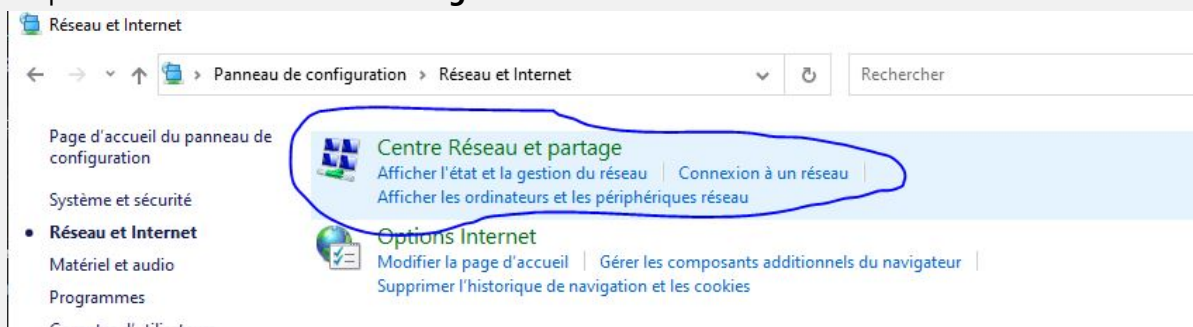 Réseau et Internet
Panneau de configuration > Réseau et Internet
Rechercher
Page d'accueil du panneau de
configuration
Système et sécurité
Réseau et Internet
Matériel et audio
Programmes
Centre Réseau et partage
Afficher l'état et la gestion du réseau
Connexion à un réseau
Afficher les ordinateurs et les périphériques réseau
Options Internet
Modifier la page d'accueil
Gérer les composants additionnels du navigateur
Supprimer l'historique de navigation et les cookies